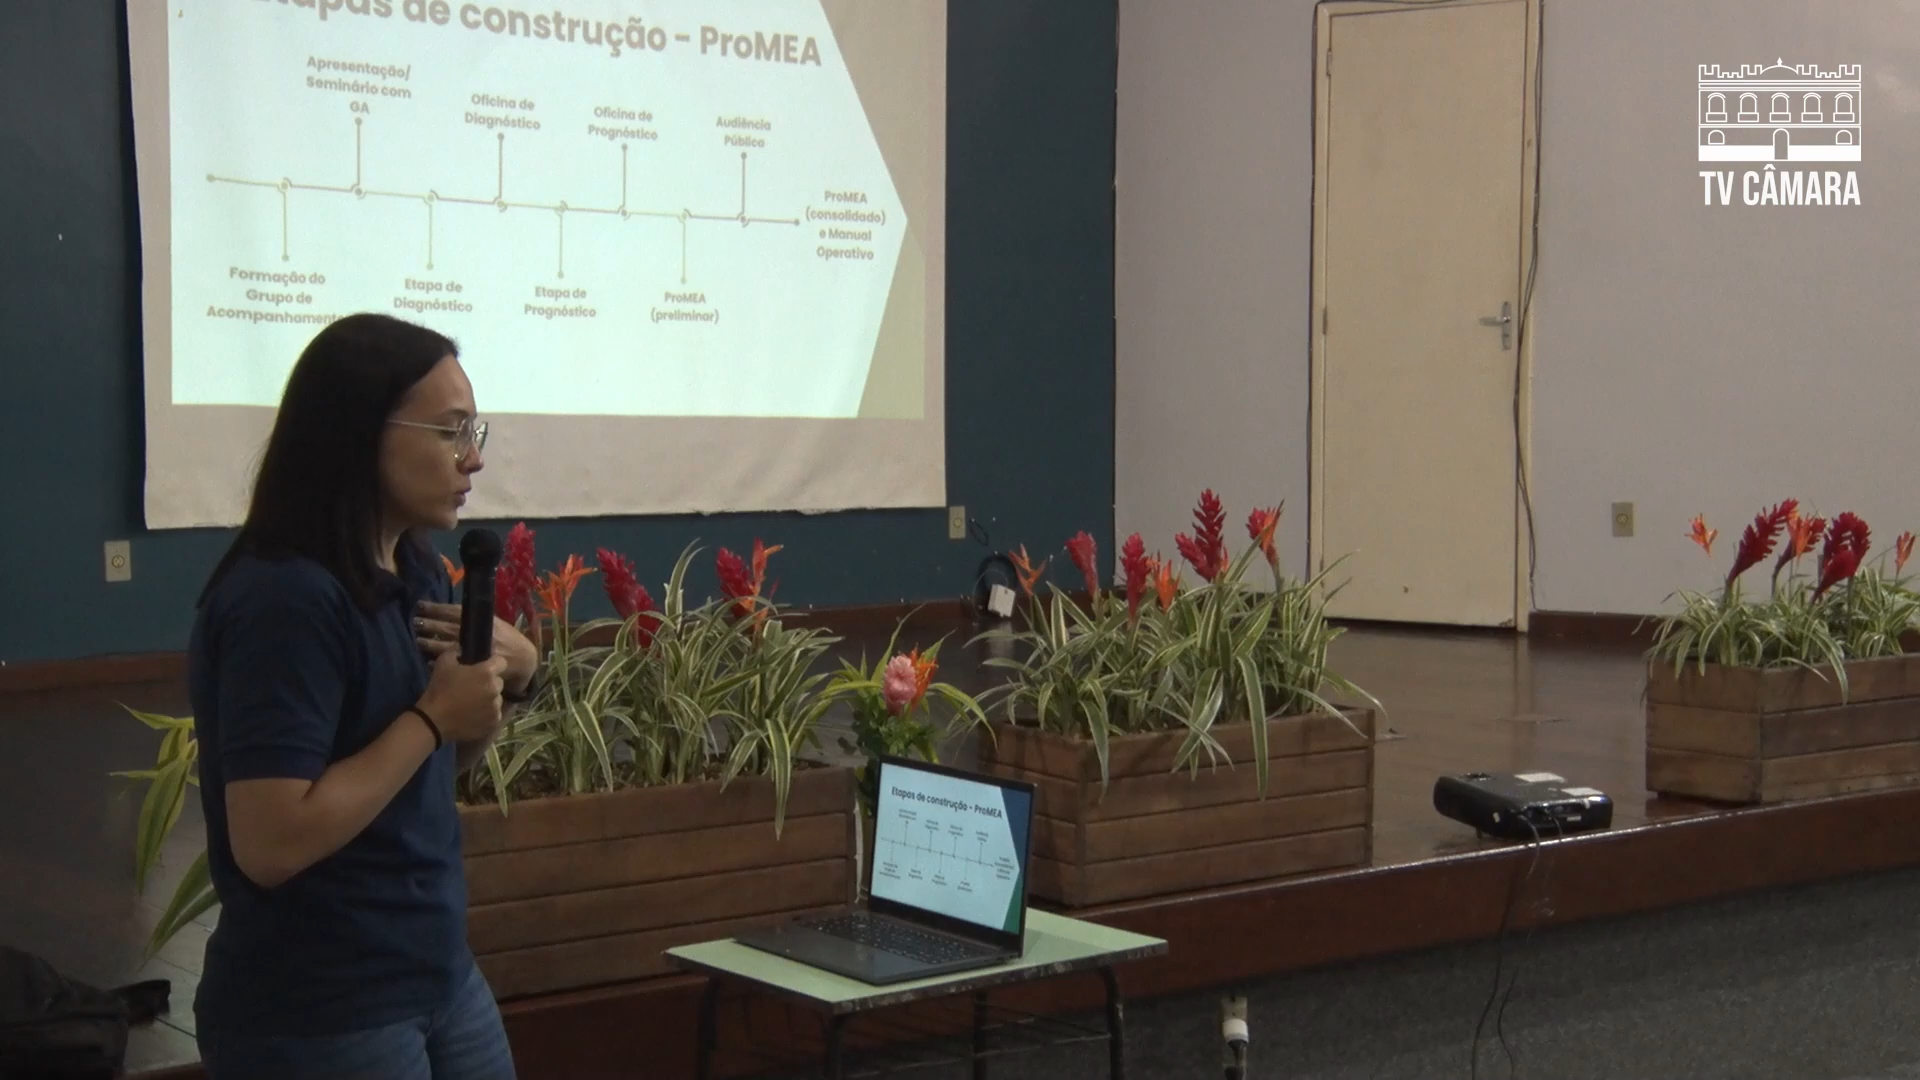 Etapas de construção - ProMEA
Apresentação/
Seminário com
GA
Oficina de
Diagnóstico
Oficina de
Prognóstico
Audiência
Pública
ProMEA
(consolidado)
e Manual
Operativo
Formação do
Grupo de
Acompanhamento
Etapa de
Diagnóstico
Etapa de
Prognóstico
ProMEA
(preliminar)
TV CÂMARA
Etapas de construção - ProMEA